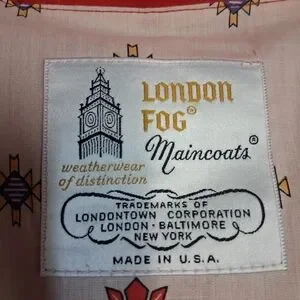 LONDON
FOG®
Maincoats®
weatherwear
of distinction
TRADEMARKS OF
LONDONTOWN CORPORATION
LONDON · BALTIMORE
NEW YORK
MADE IN U.S.A.